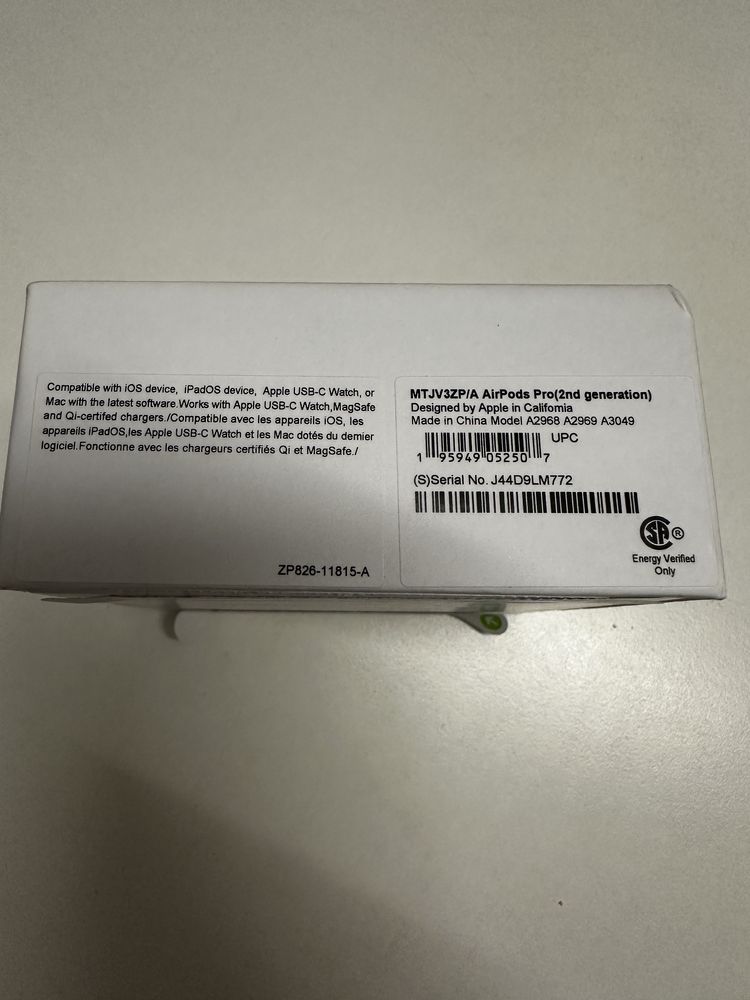 Compatible with iOS device, iPadOS device, Apple USB-C Watch, or
Mac with the latest software.Works with Apple USB-C Watch,MagSafe
and Qi-certifed chargers./Compatible avec les appareils iOS, les
appareils iPadOS,les Apple USB-C Watch et les Mac dotés du demier
logiciel.Fonctionne avec les chargeurs certifiés Qi et MagSafe./
ZP826-11815-A
MTJV3ZP/A AirPods Pro(2nd generation)
Designed by Apple in Califomia
Made in China Model A2968 A2969 A3049
UPC
1 95949 05250 7
(S)Serial No. J44D9LM772
SA ®
Energy Verified
Only